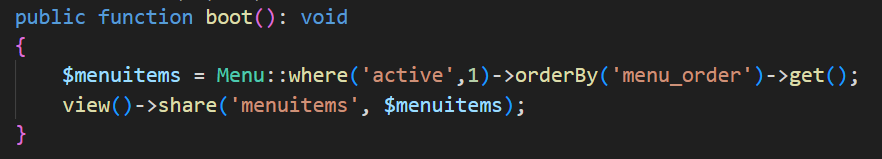 public function boot(): void
{
    $menuitems = Menu::where('active',1)->orderBy('menu_order')->get();
    view()->share('menuitems', $menuitems);
}